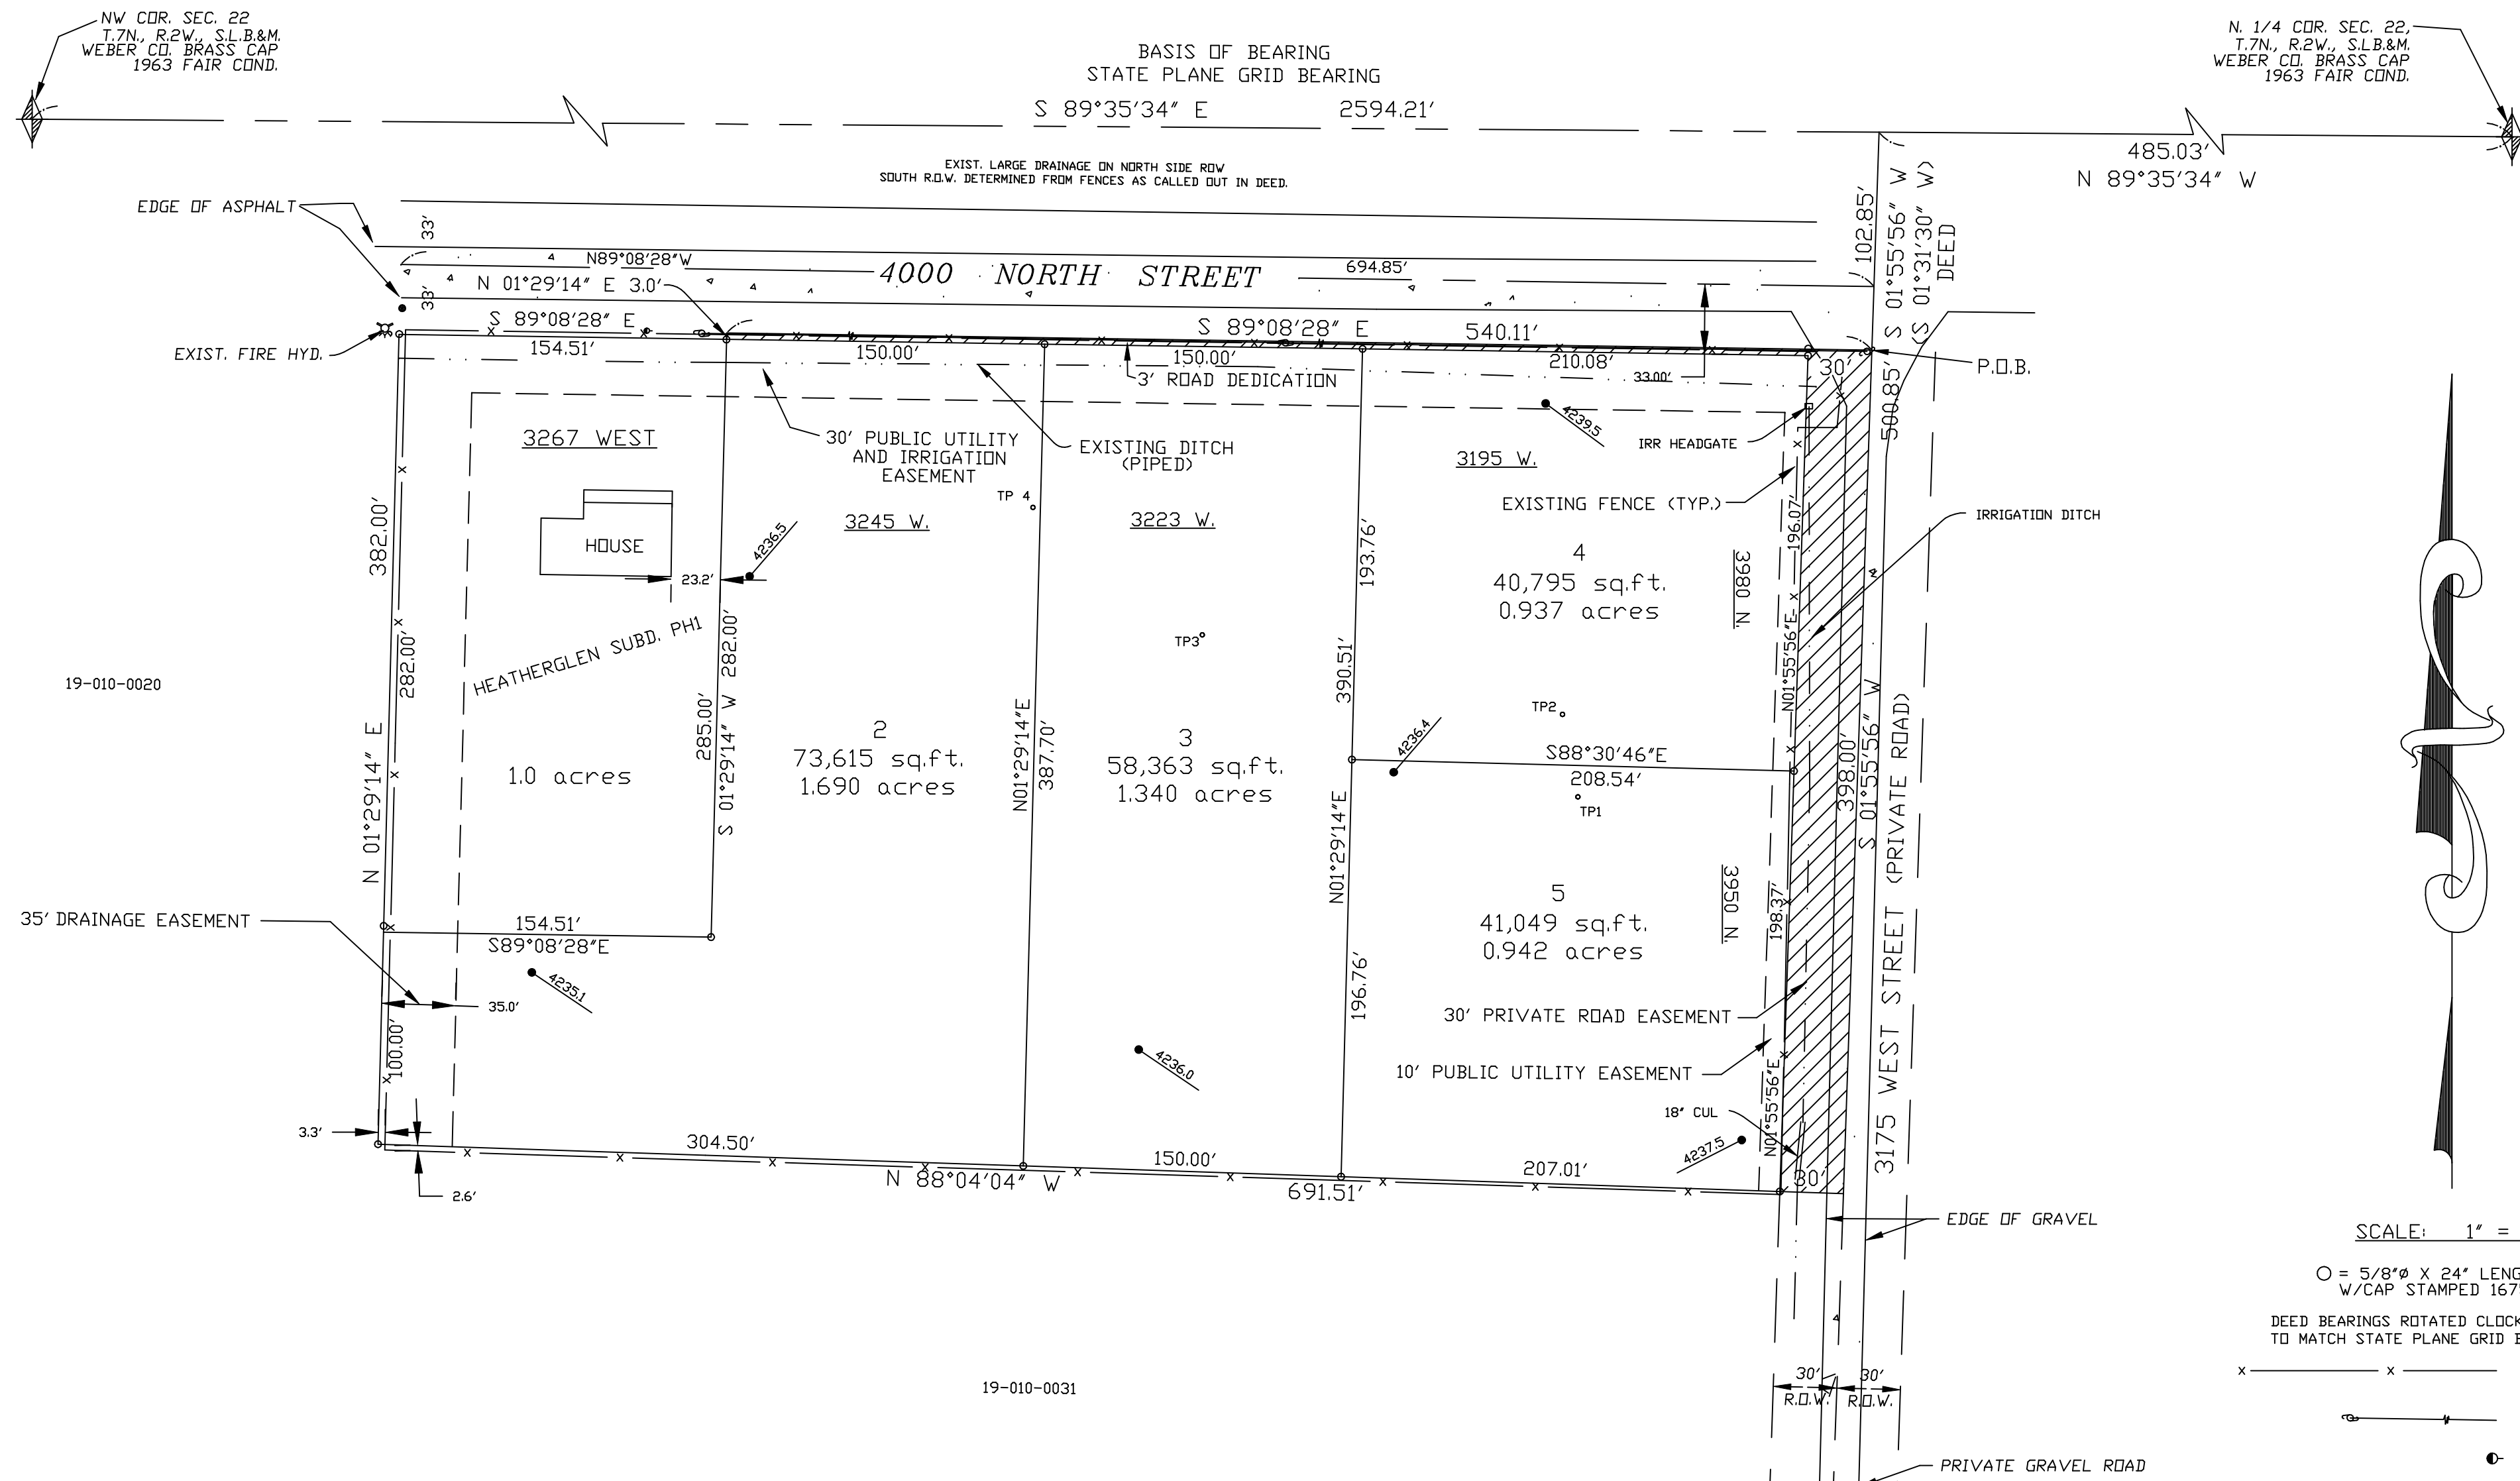 NW COR. SEC. 22
T.7N., R.2W., S.L.B.&M.
WEBER CO. BRASS CAP
1963 FAIR COND.
BASIS OF BEARING
STATE PLANE GRID BEARING
S 89°35'34" E 2594.21'
N. 1/4 COR. SEC. 22,
T.7N., R.2W., S.L.B.&M.
WEBER CO. BRASS CAP
1963 FAIR COND.
485.03'
N 89°35'34" W
EXIST. LARGE DRAINAGE ON NORTH SIDE ROW
SOUTH R.O.W. DETERMINED FROM FENCES AS CALLED OUT IN DEED.
102.85'
S 01°55'56" W
(S 01°31'30" W)
DEED
500.85'
EDGE OF ASPHALT
33'
33'
N89°08'28"W
4000 NORTH STREET
694.85'
N 01°29'14" E 3.0'
S 89°08'28" E
154.51'
S 89°08'28" E 540.11'
150.00'
150.00'
210.08'
33.00'
30'
P.O.B.
EXIST. FIRE HYD.
3' ROAD DEDICATION
3267 WEST
30' PUBLIC UTILITY
AND IRRIGATION
EASEMENT
EXISTING DITCH
(PIPED)
4239.5
IRR HEADGATE
3195 W.
EXISTING FENCE (TYP.)
IRRIGATION DITCH
TP 4
3245 W.
3223 W.
HOUSE
23.2'
4236.5
382.00'
282.00'
N 01°29'14" E
HEATHERGLEN SUBD. PH1
285.00'
S 01°29'14" W 282.00'
193.76'
390.51'
196.07'
N01°55'56"E
4
40,795 sq.ft.
0.937 acres
3980 N.
TP3
TP2
19-010-0020
1.0 acres
2
73,615 sq.ft.
1.690 acres
N01°29'14"E
387.70'
3
58,363 sq.ft.
1.340 acres
4236.4
S88°30'46"E
208.54'
TP1
N01°29'14"E
398.00'
S 01°55'56" W
3175 WEST STREET (PRIVATE ROAD)
5
41,049 sq.ft.
0.942 acres
3950 N.
198.37'
35' DRAINAGE EASEMENT
154.51'
S89°08'28"E
4235.1
35.0'
196.76'
100.00'
30' PRIVATE ROAD EASEMENT
4236.0
10' PUBLIC UTILITY EASEMENT
18" CUL
N01°55'56"E
4237.5
3.3'
2.6'
304.50'
150.00'
207.01'
30'
N 88°04'04" W 691.51'
EDGE OF GRAVEL
SCALE: 1" =
= 5/8"Ø X 24" LENG
W/CAP STAMPED 167
DEED BEARINGS ROTATED CLOCK
TO MATCH STATE PLANE GRID B
x x
19-010-0031
30' 30'
R.O.W. R.O.W.
PRIVATE GRAVEL ROAD